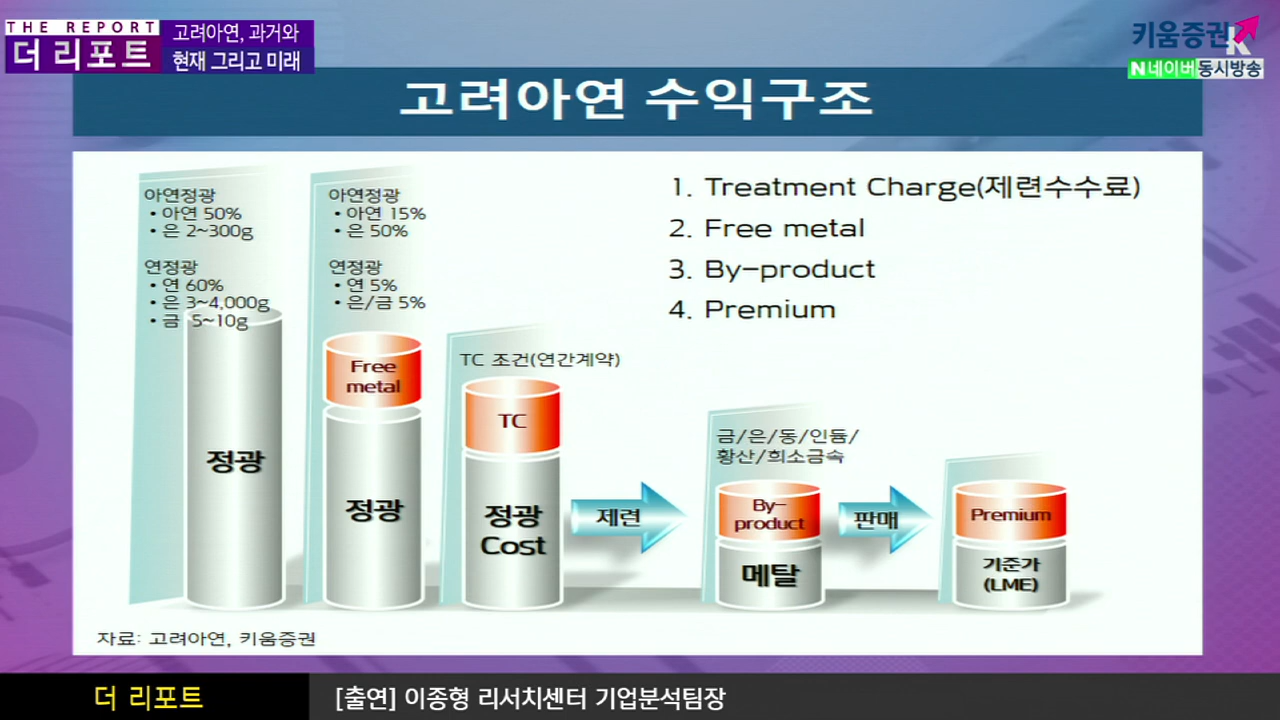 THE REPORT
더 리포트
고려아연, 과거와
현재 그리고 미래
키움증권
K
N 네이버 동시방송
고려아연 수익구조
아연정광
• 아연 50%
• 은 2~300g
연정광
• 연 60%
• 은 3~4,000g
• 금 5~10g
정광
아연정광
• 아연 15%
• 은 50%
연정광
• 연 5%
• 은/금 5%
Free
metal
정광
TC 조건(연간계약)
TC
정광
Cost
제련
금/은/동/인듐/
황산/희소금속
By-
product
메탈
판매
Premium
기준가
(LME)
1. Treatment Charge(제련수수료)
2. Free metal
3. By-product
4. Premium
자료: 고려아연, 키움증권
더 리포트
[출연] 이종형 리서치센터 기업분석팀장